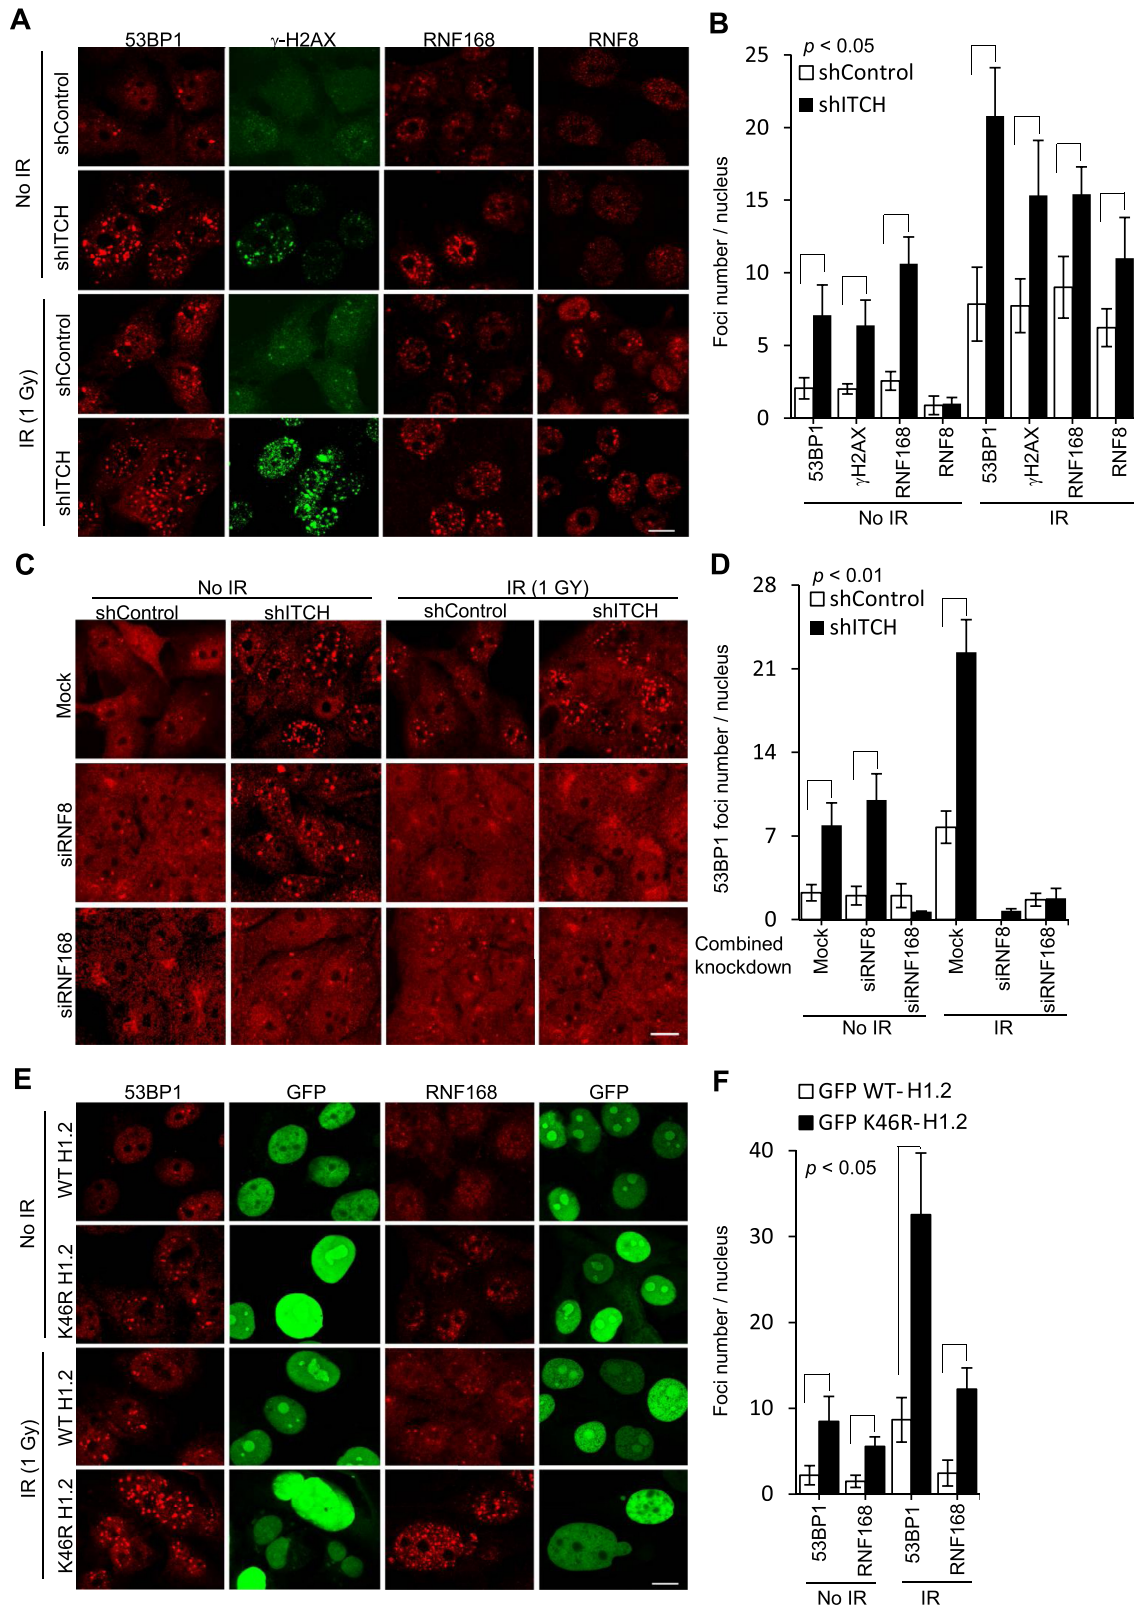 A
53BP1 γ-H2AX RNF168 RNF8
No IR
shControl
shITCH
IR (1 Gy)
shControl
shITCH
B
p < 0.05
shControl
shITCH
Foci number / nucleus
25
20
15
10
5
0
53BP1 γH2AX RNF168 RNF8 53BP1 γH2AX RNF168 RNF8
No IR IR
C
No IR IR (1 GY)
shControl shITCH shControl shITCH
Mock
siRNF8
siRNF168
D
p < 0.01
shControl
shITCH
53BP1 foci number / nucleus
28
21
14
7
0
Combined
knockdown
Mock siRNF8 siRNF168 Mock siRNF8 siRNF168
No IR IR
E
53BP1 GFP RNF168 GFP
No IR
WT H1.2
K46R H1.2
IR (1 Gy)
WT H1.2
K46R H1.2
F
GFP WT-H1.2
GFP K46R-H1.2
p < 0.05
Foci number / nucleus
40
30
20
10
0
53BP1 RNF168 53BP1 RNF168
No IR IR